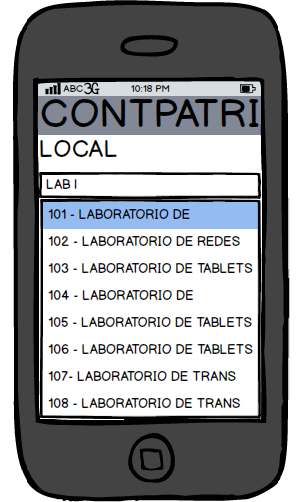 ABC 3G 10:18 PM
CONTPATRI
LOCAL
LAB I
101 - LABORATORIO DE
102 - LABORATORIO DE REDES
103 - LABORATORIO DE TABLETS
104 - LABORATORIO DE
105 - LABORATORIO DE TABLETS
106 - LABORATORIO DE TABLETS
107- LABORATORIO DE TRANS
108 - LABORATORIO DE TRANS